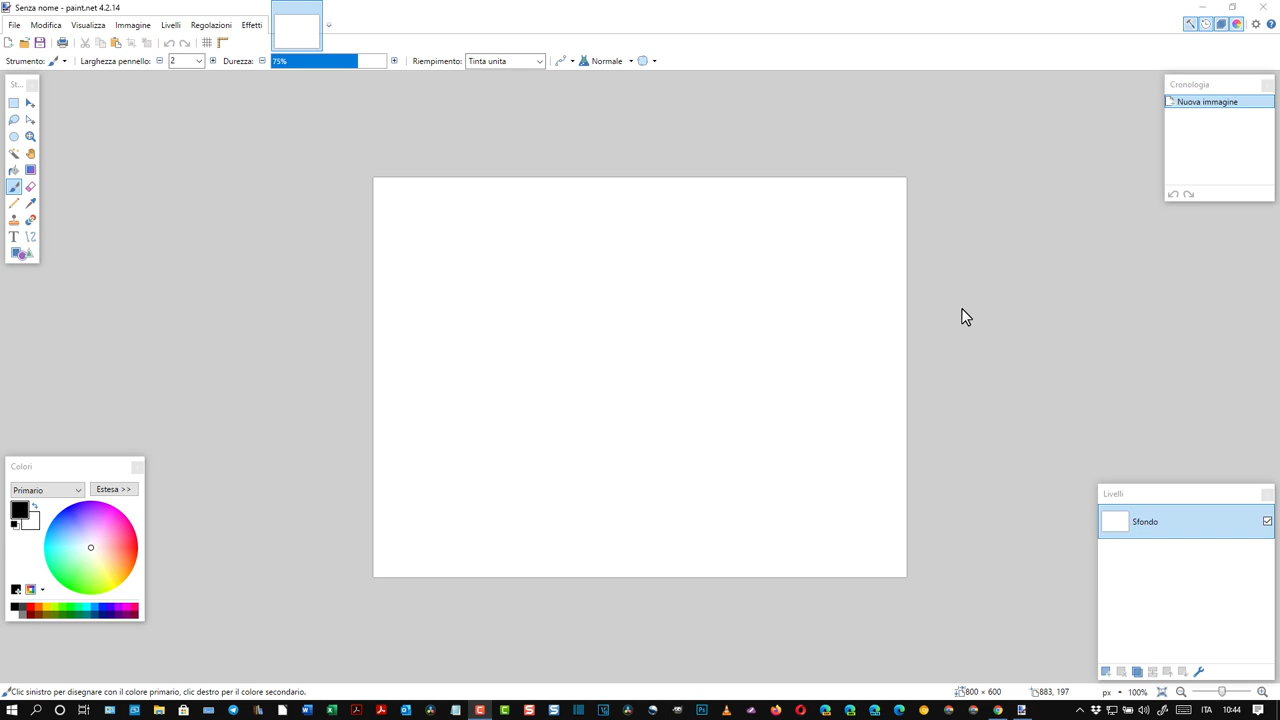 Senza nome - paint.net 4.2.14
File Modifica Visualizza Immagine Livelli Regolazioni Effetti
Strumento: Larghezza pennello: 2 Durezza: 75% Riempimento: Tinta unita Normale
St...
Cronologia
Nuova immagine
Colori
Primario Estesa >>
Livelli
Sfondo
Clic sinistro per disegnare con il colore primario, clic destro per il colore secondario. 800 × 600 883, 197 px 100%
ITA 10:44